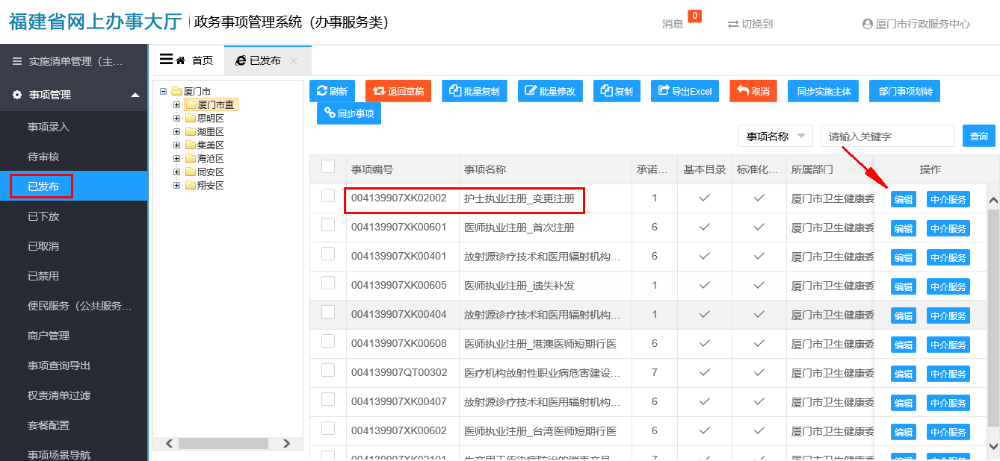 福建省网上办事大厅 政务事项管理系统（办事服务类）
消息 0 切换到 厦门市行政服务中心
实施清单管理（主...
事项管理
事项录入
待审核
已发布
已下放
已取消
已禁用
便民服务（公共服务...
商户管理
事项查询导出
权责清单过滤
套餐配置
事项场景导航
首页 已发布
厦门市
厦门市直
思明区
湖里区
集美区
海沧区
同安区
翔安区
刷新 退回草稿 批量复制 批量修改 复制 导出Excel 取消 同步实施主体 部门事项划转
同步事项
事项名称 请输入关键字 查询
事项编号 事项名称 承诺... 基本目录 标准化... 所属部门 操作
004139907XK02002 护士执业注册_变更注册 1 厦门市卫生健康委 编辑 中介服务
004139907XK00601 医师执业注册_首次注册 6 厦门市卫生健康委 编辑 中介服务
004139907XK00401 放射源诊疗技术和医用辐射机构... 6 厦门市卫生健康委 编辑 中介服务
004139907XK00605 医师执业注册_遗失补发 1 厦门市卫生健康委 编辑 中介服务
004139907XK00404 放射源诊疗技术和医用辐射机构... 1 厦门市卫生健康委 编辑 中介服务
004139907XK00608 医师执业注册_港澳医师短期行医 6 厦门市卫生健康委 编辑 中介服务
004139907QT00302 医疗机构放射性职业病危害建设... 7 厦门市卫生健康委 编辑 中介服务
004139907XK00407 放射源诊疗技术和医用辐射机构... 6 厦门市卫生健康委 编辑 中介服务
004139907XK00602 医师执业注册_台湾医师短期行医 6 厦门市卫生健康委 编辑 中介服务